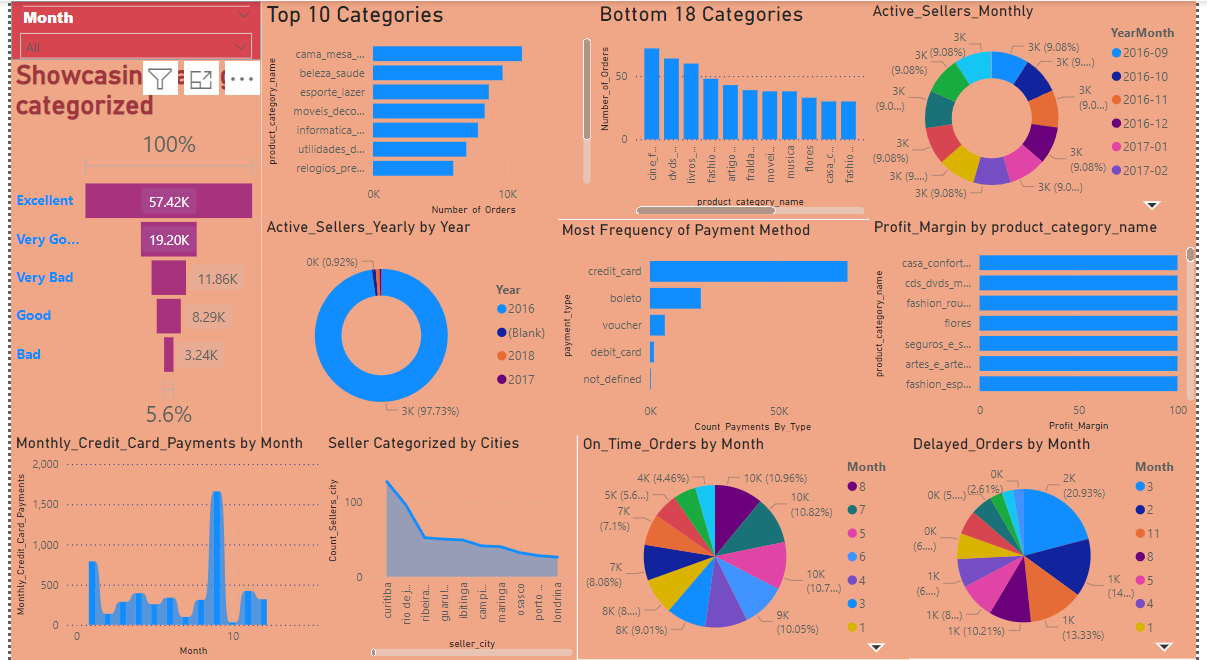 Month
All
categorized
100%
Excellent
57.42K
Very Go...
19.20K
Very Bad
11.86K
Good
8.29K
Bad
3.24K
5.6%
Top 10 Categories
product_category_name
cama_mesa_...
beleza_saude
esporte_lazer
moveis_deco...
informatica_...
utilidades_d...
relogios_pre...
0K
10K
Number_of_Orders
Bottom 18 Categories
Number_of_Orders
50
0
cine_f...
dvds_...
livros_...
fashio...
artigo...
fralda...
movei...
musica
flores
casa_c...
fashio...
product_category_name
Active_Sellers_Monthly
3K (9.08%)
3K (9....)
3K
(9.0...)
3K
(9.08%)
3K (9.0...)
3K (9.08%)
3K (9....)
3K
(9.08%)
3K
(9.0...)
3K
(9.08%)
3K
(9.08%)
YearMonth
2016-09
2016-10
2016-11
2016-12
2017-01
2017-02
Active_Sellers_Yearly by Year
0K (0.92%)
3K (97.73%)
Year
2016
(Blank)
2018
2017
Most Frequency of Payment Method
payment_type
credit_card
boleto
voucher
debit_card
not_defined
0K
50K
Count_Payments_By_Type
Profit_Margin by product_category_name
product_category_name
casa_confort...
cds_dvds_m...
fashion_rou...
flores
seguros_e_s...
artes_e_arte...
fashion_esp...
0
50
100
Profit_Margin
Monthly_Credit_Card_Payments by Month
Monthly_Credit_Card_Payments
2,000
1,500
1,000
500
0
0
10
Month
Seller Categorized by Cities
Count_Sellers_city
100
0
curitiba
rio de j...
ribeira...
guarul...
ibitinga
campi...
maringa
osasco
porto ...
londrina
seller_city
On_Time_Orders by Month
10K (10.96%)
10K
(10.82%)
10K
(10.7...)
9K
(10.05%)
8K (9.01%)
8K (8....)
7K
(8.08%)
7K
(7.1%)
5K (5.6...)
4K (4.46%)
Month
8
7
5
6
4
3
1
Delayed_Orders by Month
2K
(20.93%)
1K
(14....)
1K
(13.33%)
1K (10.21%)
1K (8....)
1K
(6....)
0K
(6....)
0K (5....)
0K
(2.61%)
Month
3
2
11
8
5
4
1